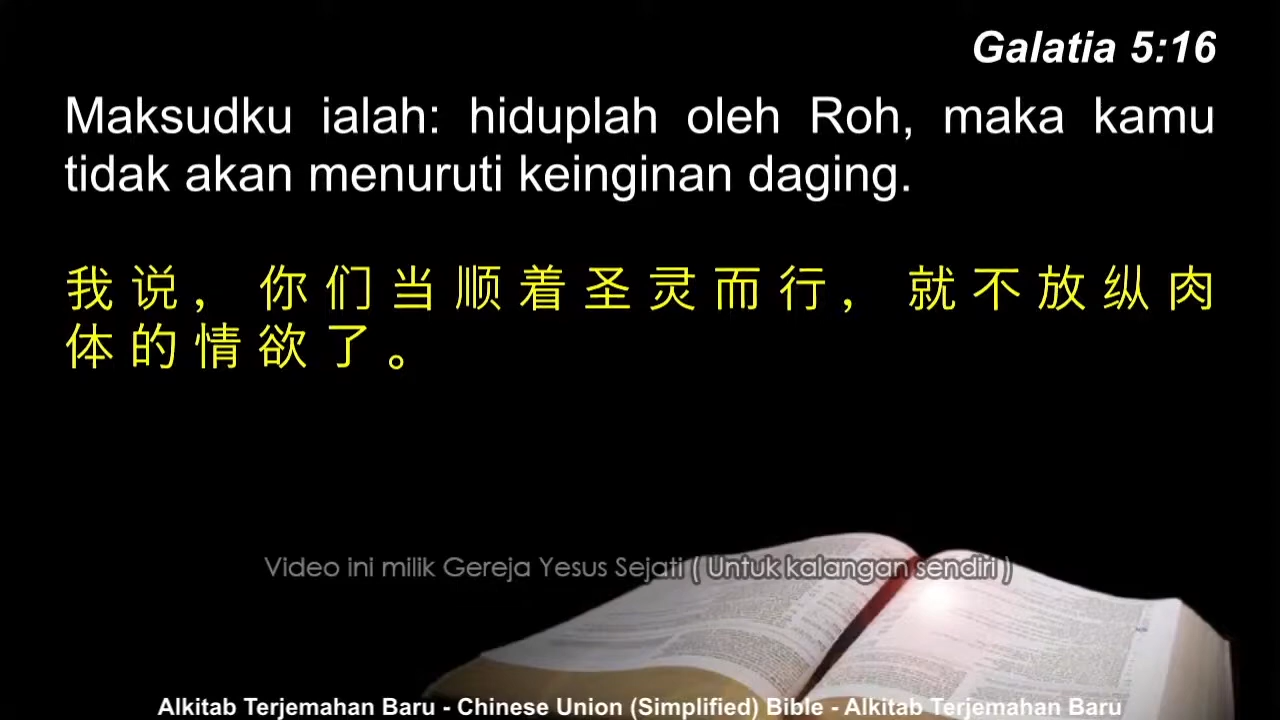 Galatia 5:16
Maksudku ialah: hiduplah oleh Roh, maka kamu
tidak akan menuruti keinginan daging.
我说，你们当顺着圣灵而行，就不放纵肉
体的情欲了。
Video ini milik Gereja Yesus Sejati ( Untuk kalangan sendiri )
Alkitab Terjemahan Baru - Chinese Union (Simplified) Bible - Alkitab Terjemahan Baru